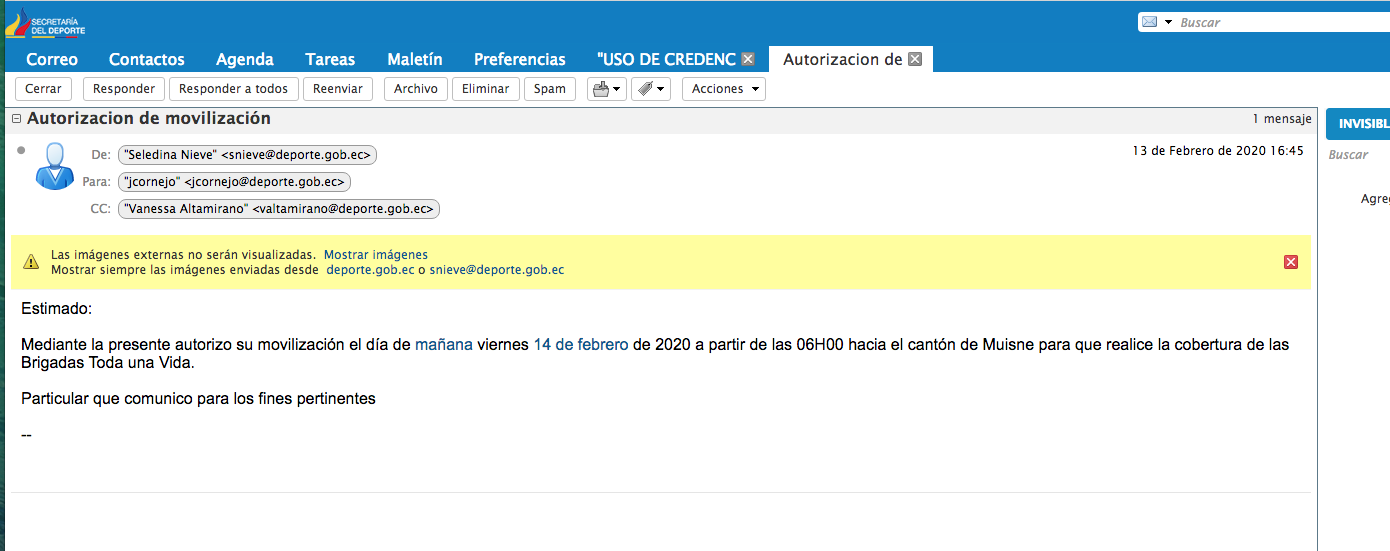 SECRETARÍA
DEL DEPORTE
Buscar
Correo Contactos Agenda Tareas Maletín Preferencias "USO DE CREDENC Autorizacion de
Cerrar Responder Responder a todos Reenviar Archivo Eliminar Spam Acciones
Autorizacion de movilización 1 mensaje
INVISIBL
De: "Seledina Nieve" <snieve@deporte.gob.ec> 13 de Febrero de 2020 16:45
Buscar
Para: "jcornejo" <jcornejo@deporte.gob.ec>
Agreg
CC: "Vanessa Altamirano" <valtamirano@deporte.gob.ec>
Las imágenes externas no serán visualizadas. Mostrar imágenes
Mostrar siempre las imágenes enviadas desde deporte.gob.ec o snieve@deporte.gob.ec
Estimado:
Mediante la presente autorizo su movilización el día de mañana viernes 14 de febrero de 2020 a partir de las 06H00 hacia el cantón de Muisne para que realice la cobertura de las
Brigadas Toda una Vida.
Particular que comunico para los fines pertinentes
--